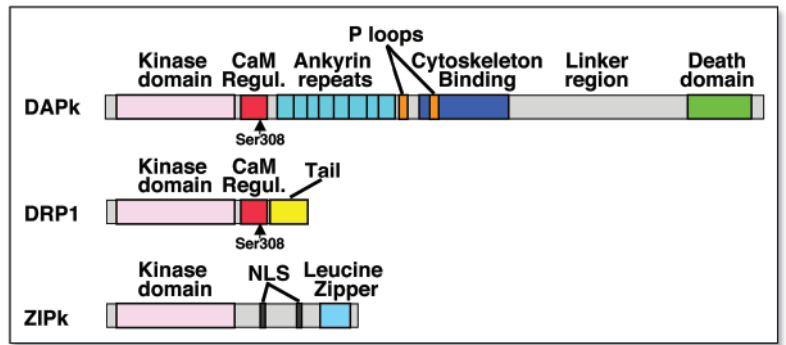 P loops
Kinase domain
CaM Regul.
Ankyrin repeats
Cytoskeleton Binding
Linker region
Death domain
DAPk
Ser308
Kinase domain
CaM Regul.
Tail
DRP1
Ser308
Kinase domain
NLS
Leucine Zipper
ZIPk